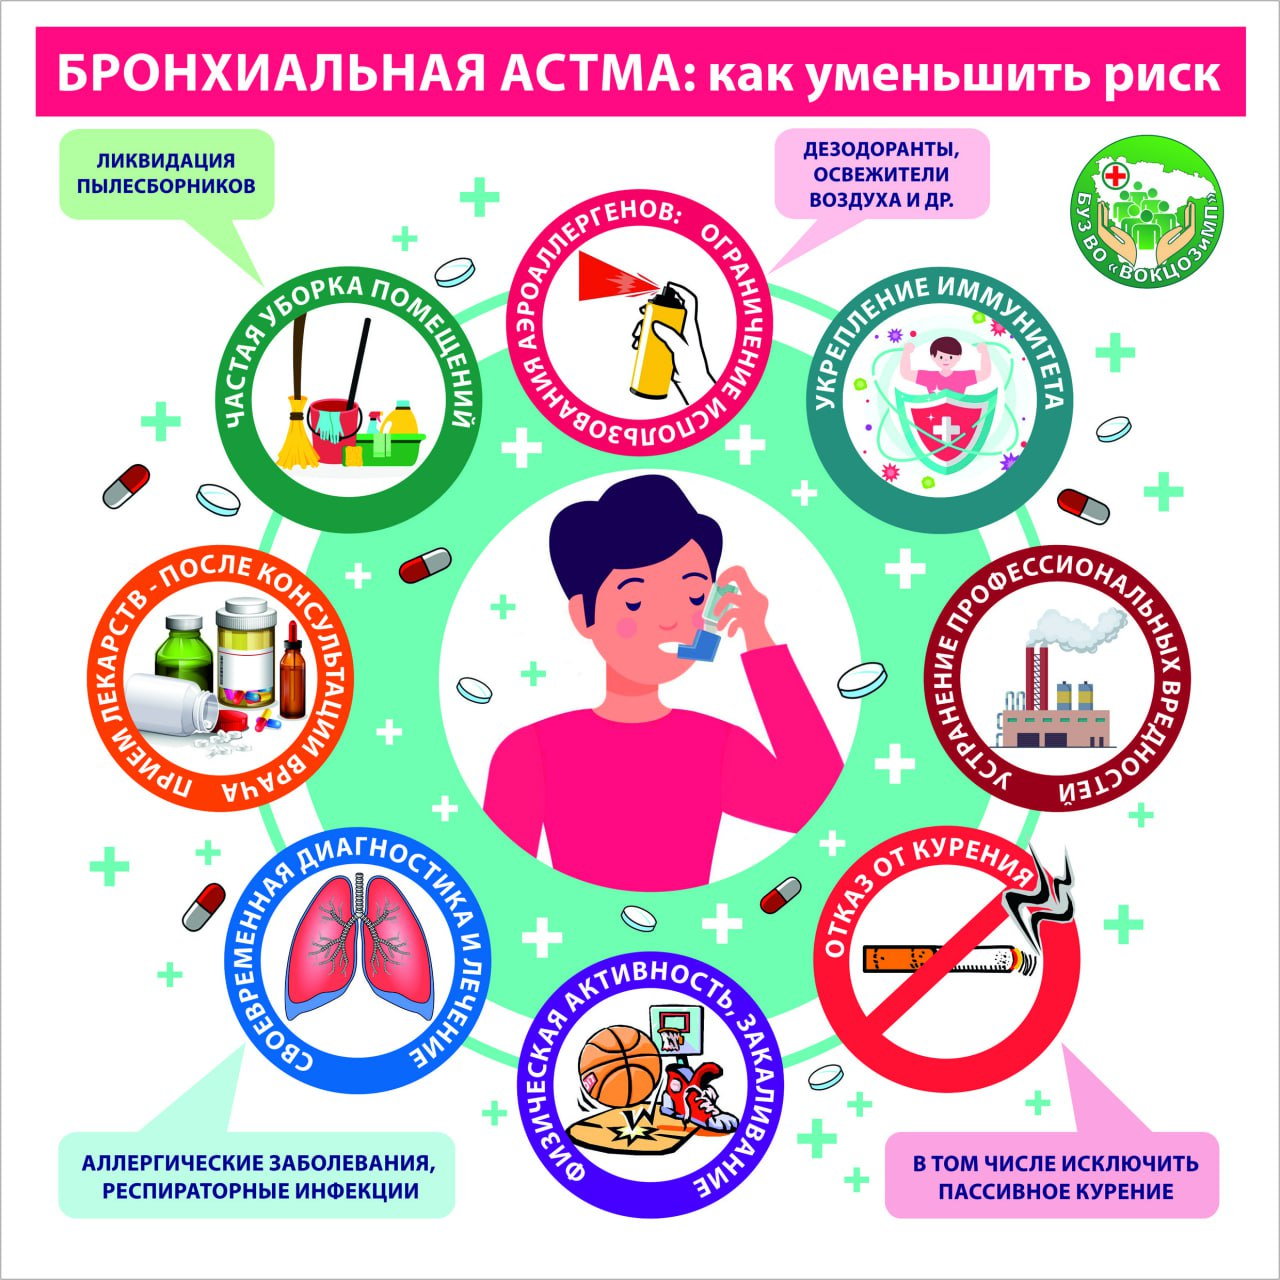 БРОНХИАЛЬНАЯ АСТМА: как уменьшить риск
ЛИКВИДАЦИЯ
ПЫЛЕСБОРНИКОВ
ДЕЗОДОРАНТЫ,
ОСВЕЖИТЕЛИ
ВОЗДУХА И ДР.
БУЗ ВО «ВОКЦОЗиМП»
ЧАСТАЯ УБОРКА ПОМЕЩЕНИЙ
ОГРАНИЧЕНИЕ ИСПОЛЬЗОВАНИЯ АЭРОАЛЛЕРГЕНОВ:
УКРЕПЛЕНИЕ ИММУНИТЕТА
ПРИЕМ ЛЕКАРСТВ - ПОСЛЕ КОНСУЛЬТАЦИИ ВРАЧА
УСТРАНЕНИЕ ПРОФЕССИОНАЛЬНЫХ ВРЕДНОСТЕЙ
СВОЕВРЕМЕННАЯ ДИАГНОСТИКА И ЛЕЧЕНИЕ
ФИЗИЧЕСКАЯ АКТИВНОСТЬ, ЗАКАЛИВАНИЕ
ОТКАЗ ОТ КУРЕНИЯ
АЛЛЕРГИЧЕСКИЕ ЗАБОЛЕВАНИЯ,
РЕСПИРАТОРНЫЕ ИНФЕКЦИИ
В ТОМ ЧИСЛЕ ИСКЛЮЧИТЬ
ПАССИВНОЕ КУРЕНИЕ